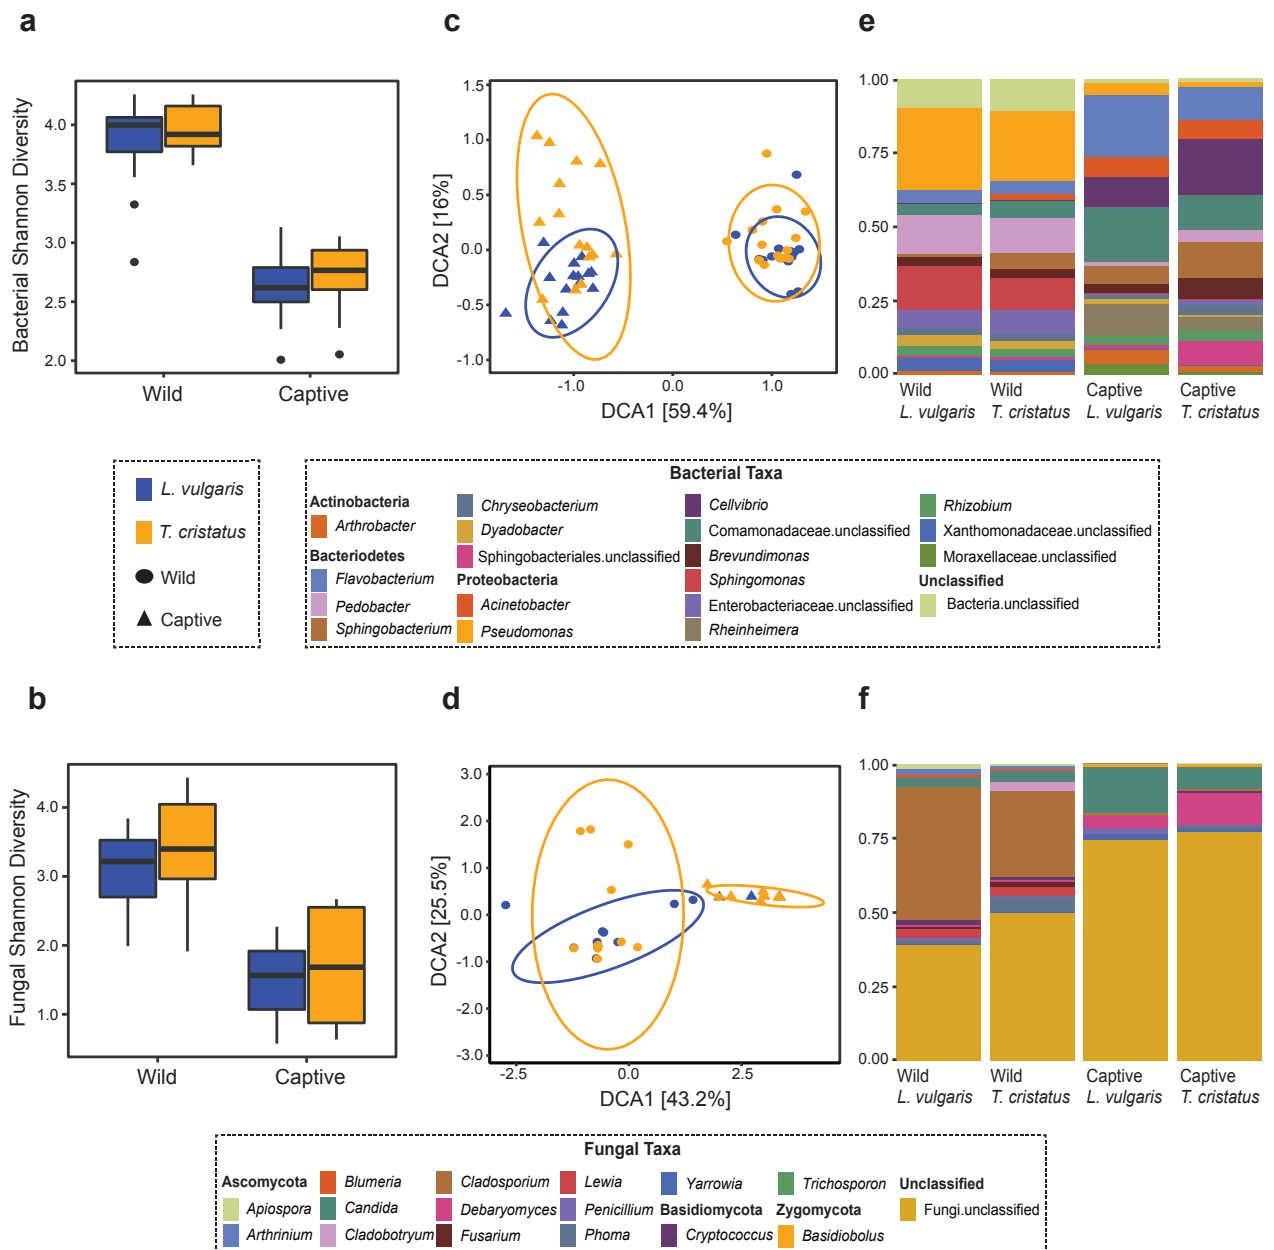 a
Bacterial Shannon Diversity
4.0
3.5
3.0
2.5
2.0
Wild
Captive
c
DCA2 [16%]
1.5
1.0
0.5
0.0
-0.5
-1.0
-1.0
0.0
1.0
DCA1 [59.4%]
e
1.00
0.75
0.50
0.25
0.00
Wild
L. vulgaris
Wild
T. cristatus
Captive
L. vulgaris
Captive
T. cristatus
L. vulgaris
T. cristatus
Wild
Captive
Bacterial Taxa
Actinobacteria
Arthrobacter
Bacteriodetes
Flavobacterium
Pedobacter
Sphingobacterium
Chryseobacterium
Dyadobacter
Sphingobacteriales.unclassified
Proteobacteria
Acinetobacter
Pseudomonas
Cellvibrio
Comamonadaceae.unclassified
Brevundimonas
Sphingomonas
Enterobacteriaceae.unclassified
Rheinheimera
Rhizobium
Xanthomonadaceae.unclassified
Moraxellaceae.unclassified
Unclassified
Bacteria.unclassified
b
Fungal Shannon Diversity
4.0
3.0
2.0
1.0
Wild
Captive
d
DCA2 [25.5%]
3.0
2.0
1.0
0.0
-1.0
-2.0
-3.0
-2.5
0.0
2.5
DCA1 [43.2%]
f
1.00
0.75
0.50
0.25
0.00
Wild
L. vulgaris
Wild
T. cristatus
Captive
L. vulgaris
Captive
T. cristatus
Fungal Taxa
Ascomycota
Apiospora
Arthrinium
Blumeria
Candida
Cladobotryum
Cladosporium
Debaryomyces
Fusarium
Lewia
Penicillium
Phoma
Yarrowia
Basidiomycota
Cryptococcus
Trichosporon
Zygomycota
Basidiobolus
Unclassified
Fungi.unclassified